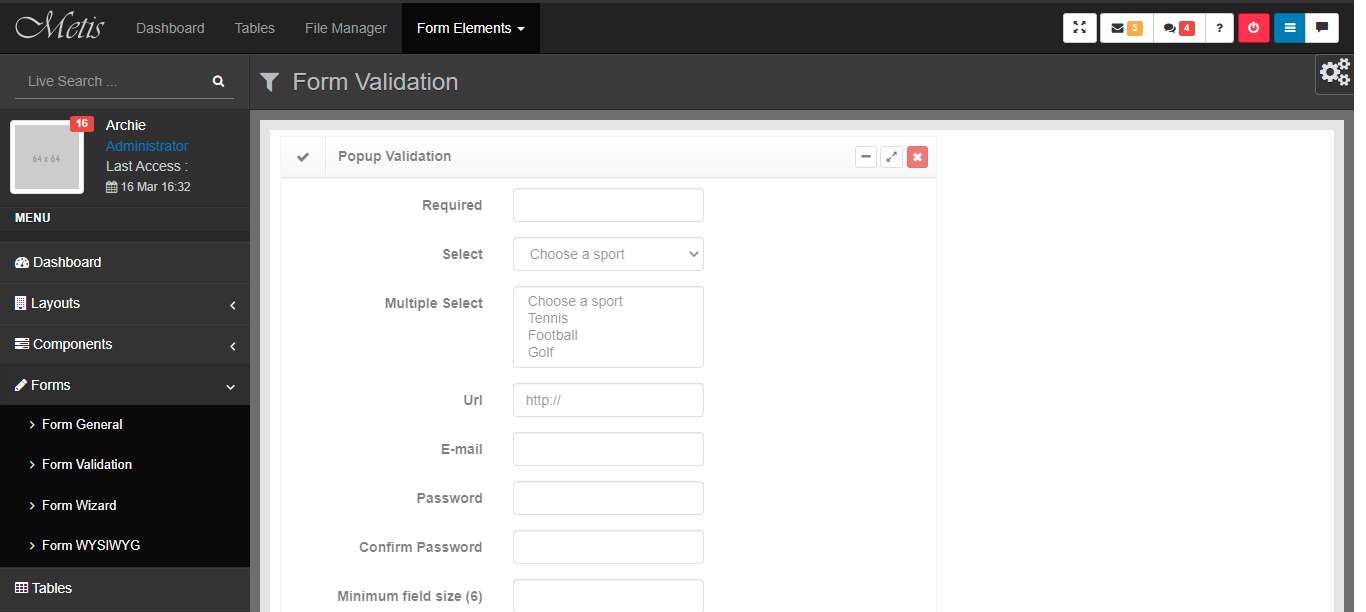 Metis
Dashboard
Tables
File Manager
Form Elements
5
4
?
Live Search ...
Form Validation
64 x 64
16
Archie
Administrator
Last Access :
16 Mar 16:32
MENU
Dashboard
Layouts
Components
Forms
Form General
Form Validation
Form Wizard
Form WYSIWYG
Tables
Popup Validation
Required
Select
Choose a sport
Multiple Select
Choose a sport
Tennis
Football
Golf
Url
http://
E-mail
Password
Confirm Password
Minimum field size (6)